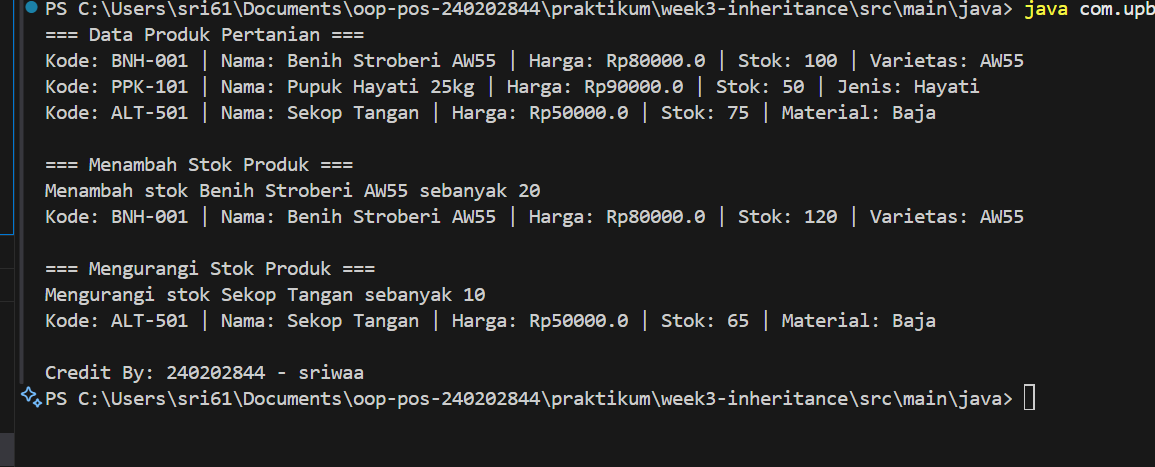 PS C:\Users\sri61\Documents\oop-pos-240202844\praktikum\week3-inheritance\src\main\java> java com.upb
=== Data Produk Pertanian ===
Kode: BNH-001 | Nama: Benih Stroberi AW55 | Harga: Rp80000.0 | Stok: 100 | Varietas: AW55
Kode: PPK-101 | Nama: Pupuk Hayati 25kg | Harga: Rp90000.0 | Stok: 50 | Jenis: Hayati
Kode: ALT-501 | Nama: Sekop Tangan | Harga: Rp50000.0 | Stok: 75 | Material: Baja
=== Menambah Stok Produk ===
Menambah stok Benih Stroberi AW55 sebanyak 20
Kode: BNH-001 | Nama: Benih Stroberi AW55 | Harga: Rp80000.0 | Stok: 120 | Varietas: AW55
=== Mengurangi Stok Produk ===
Mengurangi stok Sekop Tangan sebanyak 10
Kode: ALT-501 | Nama: Sekop Tangan | Harga: Rp50000.0 | Stok: 65 | Material: Baja
Credit By: 240202844 - sriwaa
PS C:\Users\sri61\Documents\oop-pos-240202844\praktikum\week3-inheritance\src\main\java>